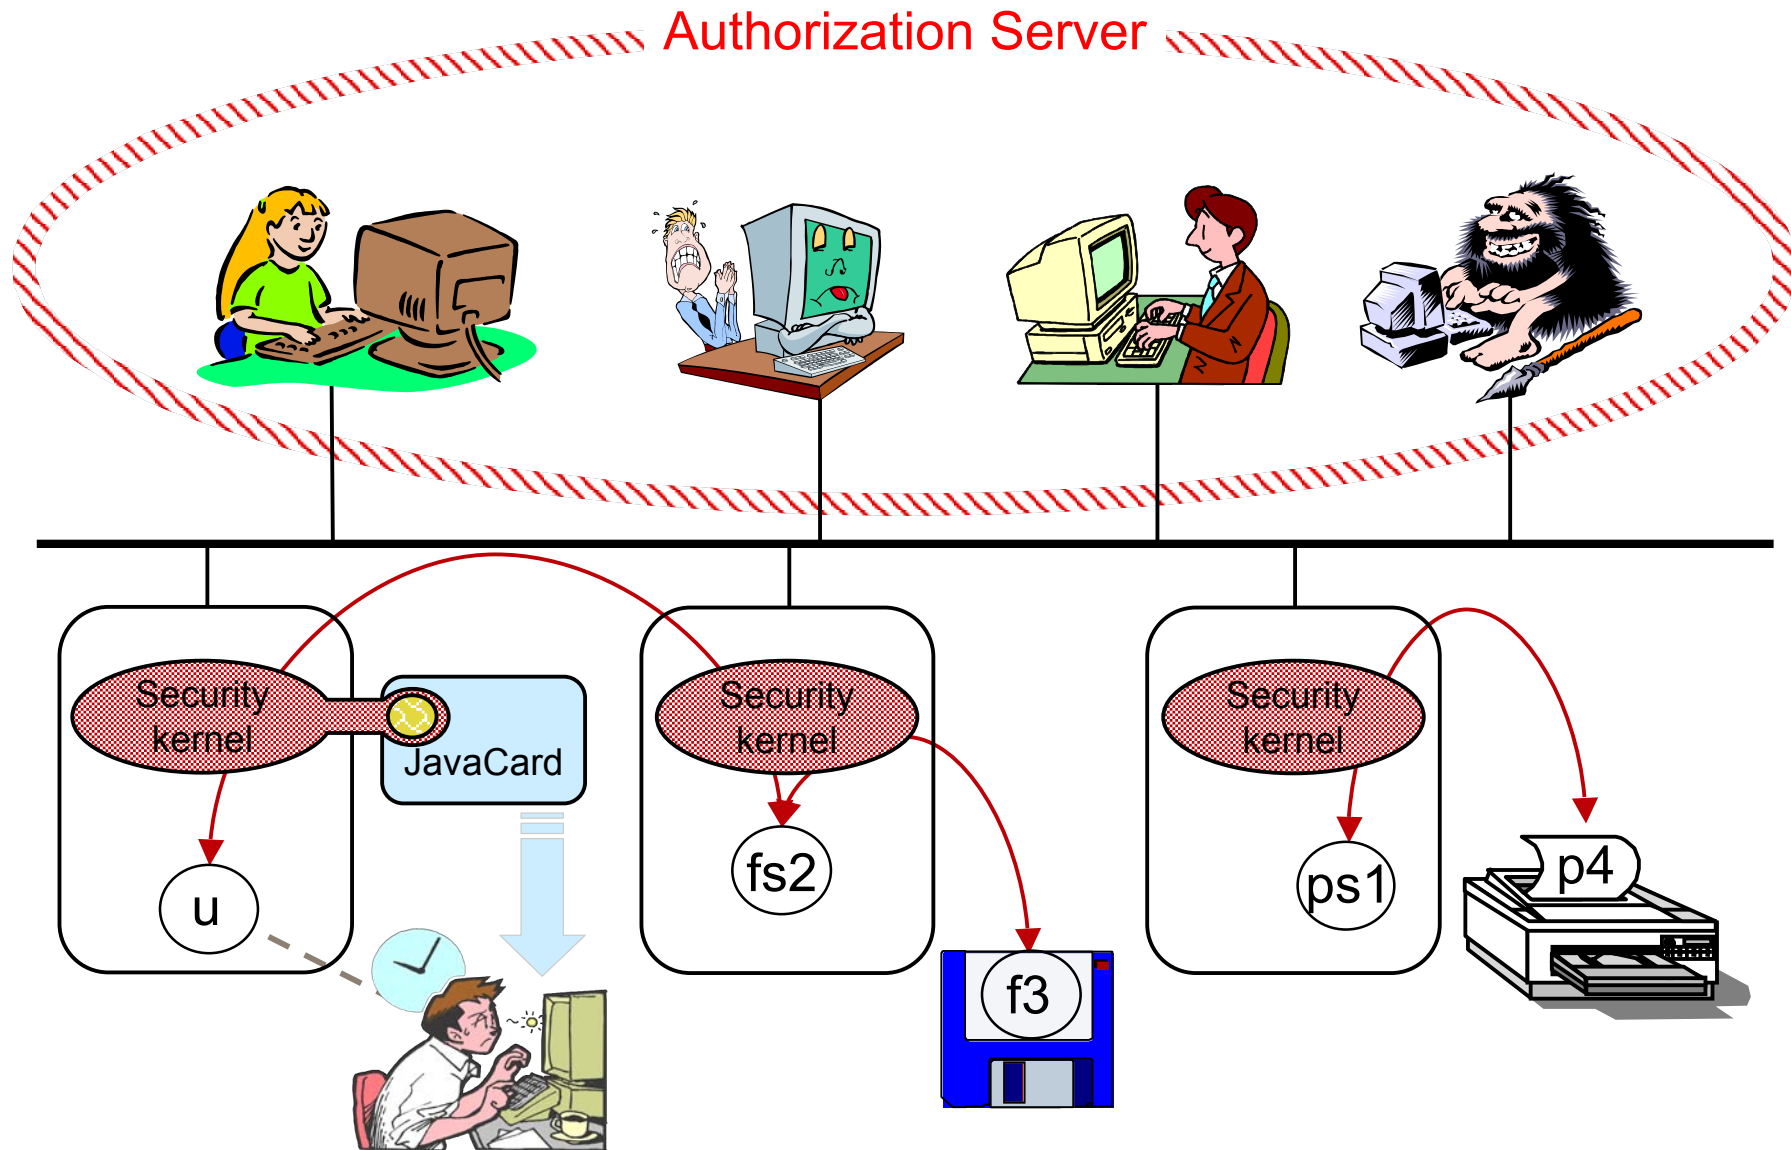 Authorization Server
Security
kernel
JavaCard
Security
kernel
Security
kernel
u
fs2
ps1
p4
f3